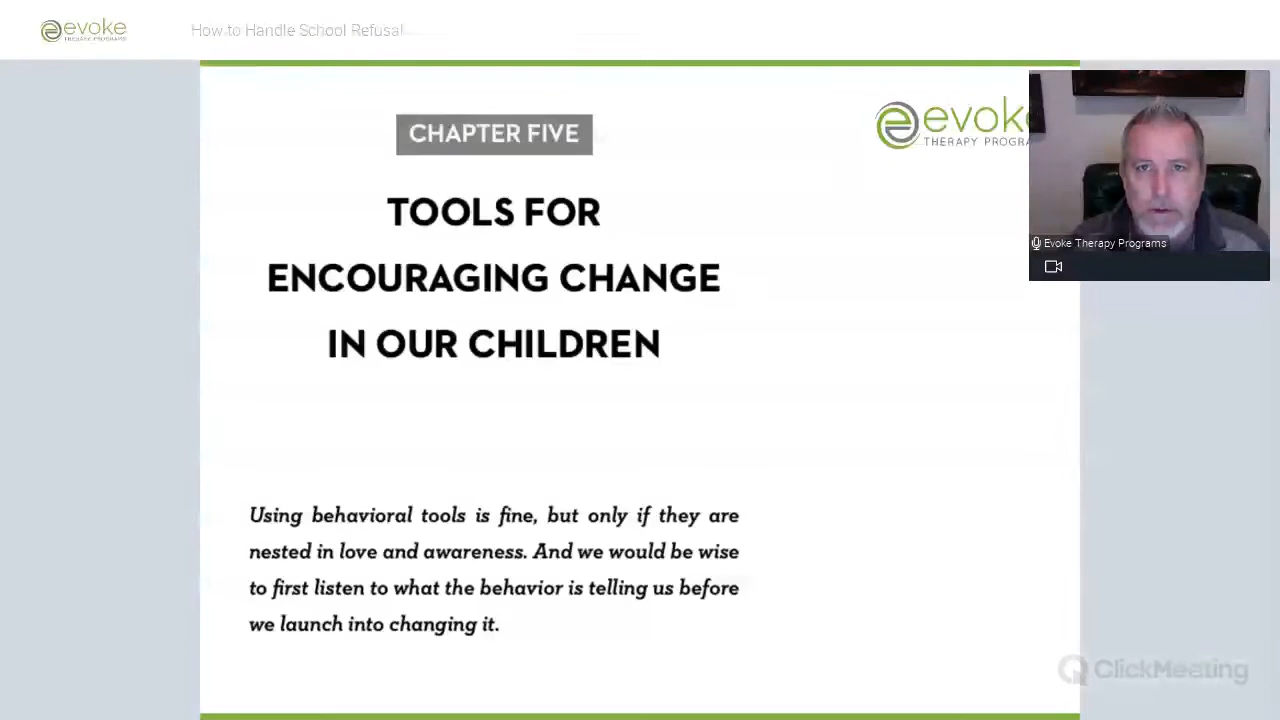 evoke
THERAPY PROGRAMS
How to Handle School Refusal
CHAPTER FIVE
evok
THERAPY PROGRA
TOOLS FOR
ENCOURAGING CHANGE
IN OUR CHILDREN
Evoke Therapy Programs
Using behavioral tools is fine, but only if they are
nested in love and awareness. And we would be wise
to first listen to what the behavior is telling us before
we launch into changing it.
ClickMeeting